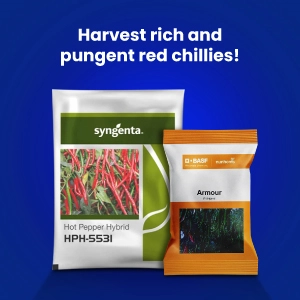 Harvest rich and
pungent red chillies!
syngenta.
Hot Pepper Hybrid
HPH-5531
BASF
Armour